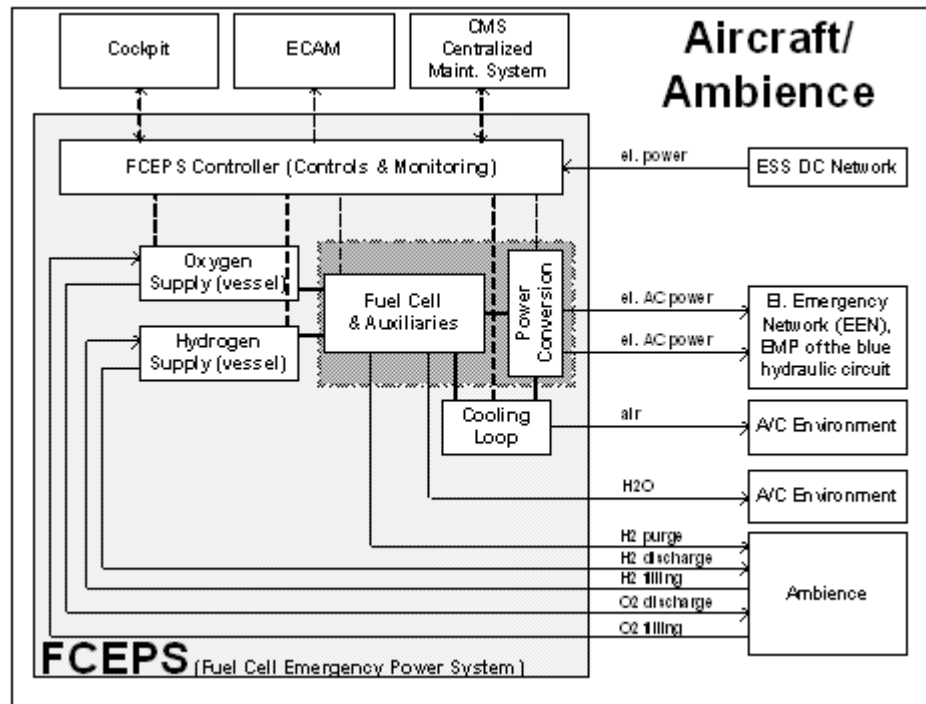 Cockpit
ECAM
CMS
Centralized
Maint. System
Aircraft/
Ambience
FCEPS Controller (Controls & Monitoring)
el. power
ESS DC Network
Oxygen
Supply (vessel)
Fuel Cell
& Auxiliaries
Power
Conversion
el. AC power
el. AC power
El. Emergency
Network (EEN),
EMP of the blue
hydraulic circuit
Hydrogen
Supply (vessel)
Cooling
Loop
air
A/C Environment
H2O
A/C Environment
H2 purge
H2 discharge
H2 filling
O2 discharge
O2 filling
Ambience
FCEPS (Fuel Cell Emergency Power System)